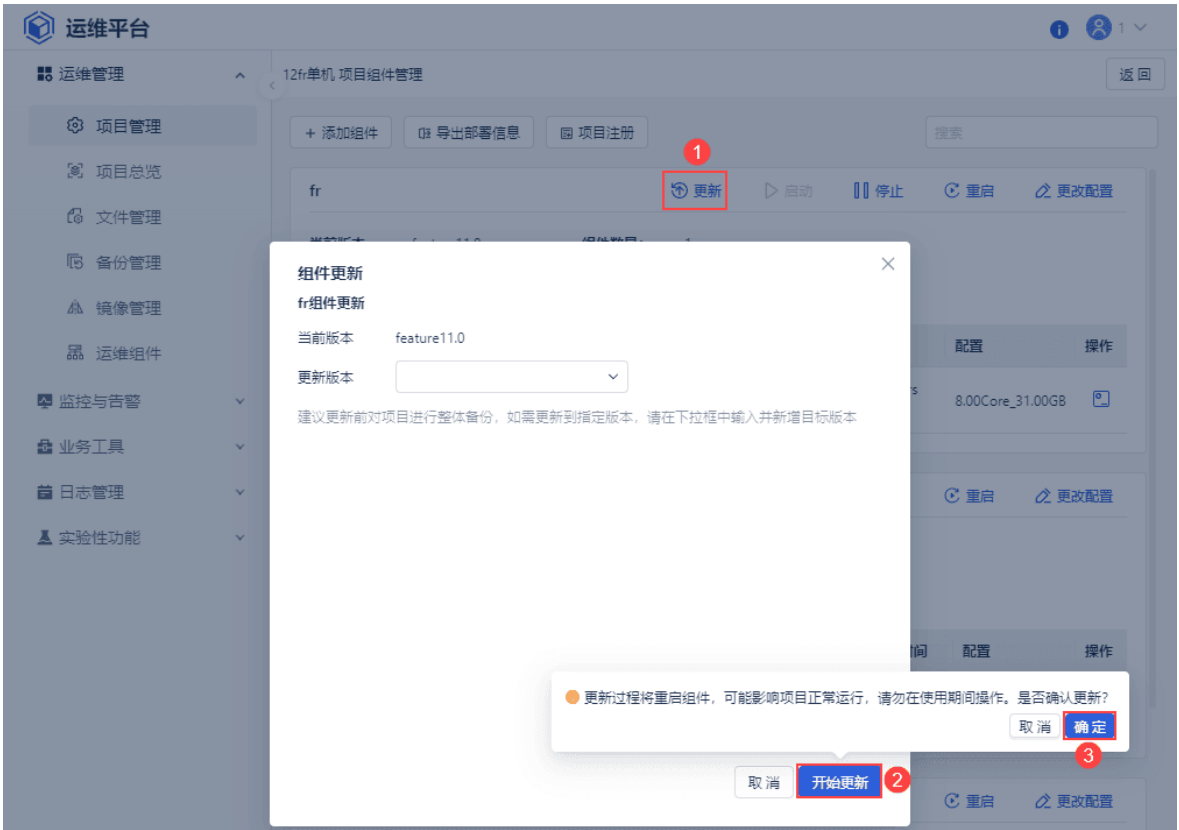 运维平台
1
运维管理
12fr单机 项目组件管理
返 回
项目管理
+ 添加组件
导出部署信息
项目注册
搜索
1
项目总览
fr
更新
启动
停止
重启
更改配置
文件管理
当前版本
feature11.0
组件数量:
1
备份管理
镜像管理
运维组件
监控与告警
业务工具
日志管理
实验性功能
组件更新
fr组件更新
当前版本 feature11.0
更新版本
建议更新前对项目进行整体备份，如需更新到指定版本，请在下拉框中输入并新增目标版本
配置
操作
8.00Core_31.00GB
重启
更改配置
配置
操作
更新过程将重启组件，可能影响项目正常运行，请勿在使用期间操作。是否确认更新?
取 消
确 定
3
取 消
开始更新
2
重启
更改配置